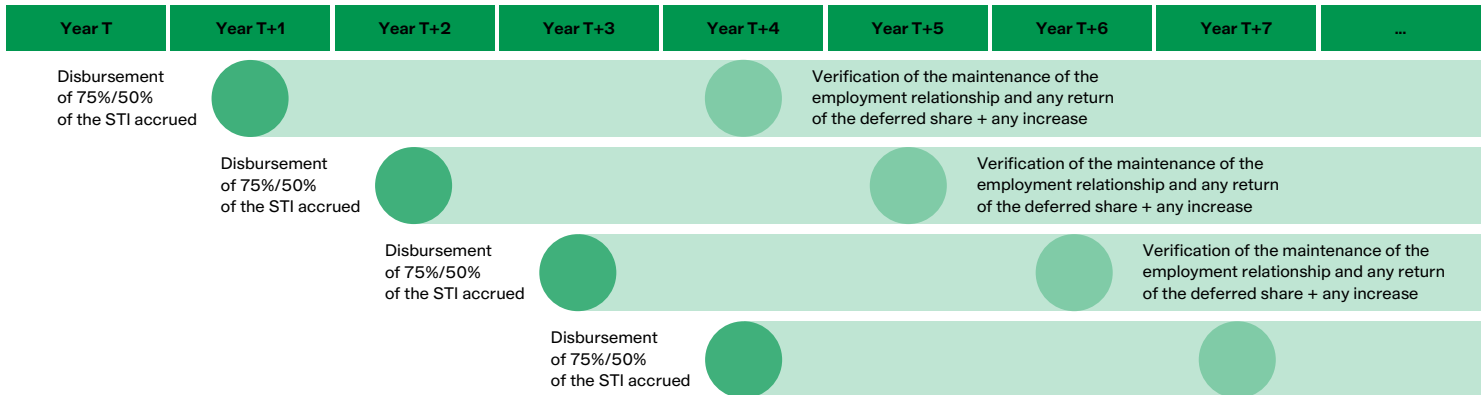 Year T
Year T+1
Year T+2
Year T+3
Year T+4
Year T+5
Year T+6
Year T+7
...
Disbursement
of 75%/50%
of the STI accrued
Verification of the maintenance of the
employment relationship and any return
of the deferred share + any increase
Disbursement
of 75%/50%
of the STI accrued
Verification of the maintenance of the
employment relationship and any return
of the deferred share + any increase
Disbursement
of 75%/50%
of the STI accrued
Verification of the maintenance of the
employment relationship and any return
of the deferred share + any increase
Disbursement
of 75%/50%
of the STI accrued